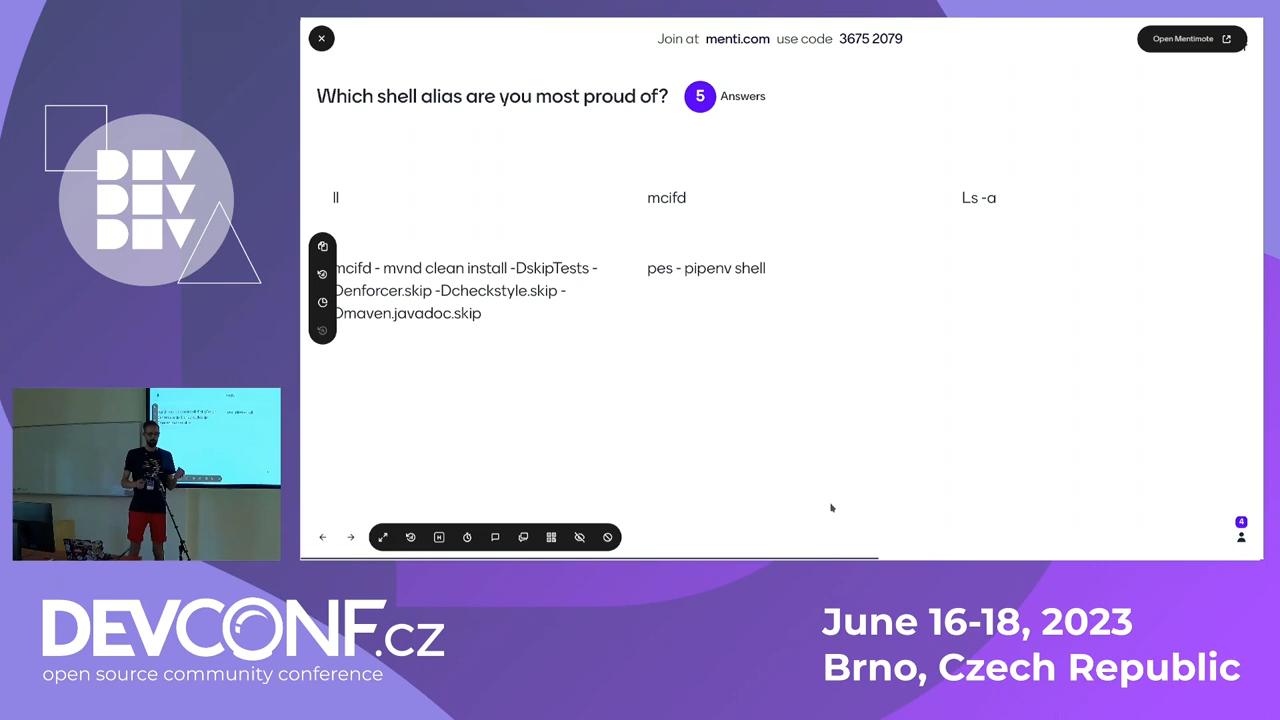 Join at menti.com use code 3675 2079
Open Mentimote
Which shell alias are you most proud of?
5 Answers
ll
mcifd
Ls -a
mcifd - mvnd clean install -DskipTests -
Denforcer.skip -Dcheckstyle.skip -
Dmaven.javadoc.skip
pes - pipenv shell
4
DEV
DEV
DEV
DEVCONF.cz
open source community conference
June 16-18, 2023
Brno, Czech Republic